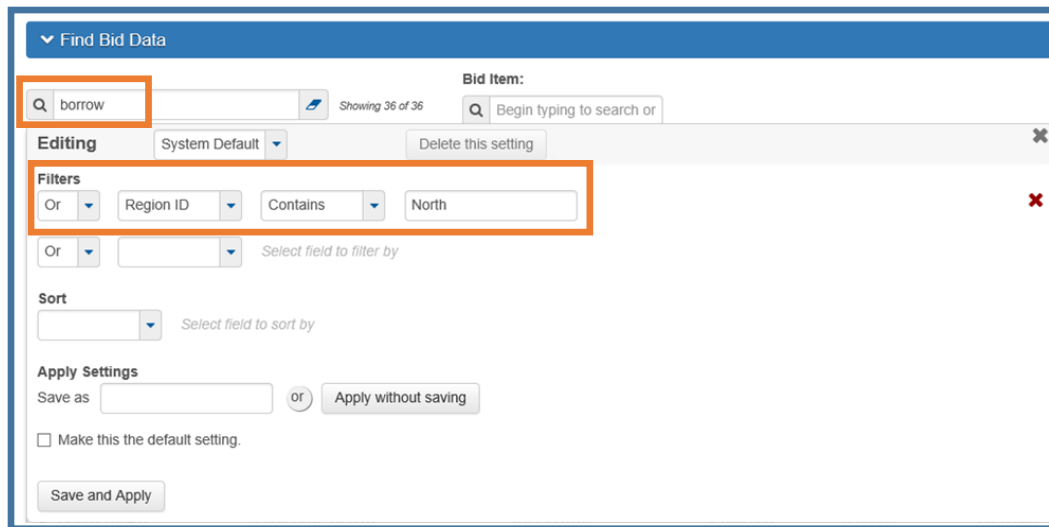 Find Bid Data
Bid Item:
borrow Showing 36 of 36 Begin typing to search or
Editing System Default Delete this setting
Filters
Or Region ID Contains North
Or Select field to filter by
Sort
Select field to sort by
Apply Settings
Save as or Apply without saving
Make this the default setting.
Save and Apply